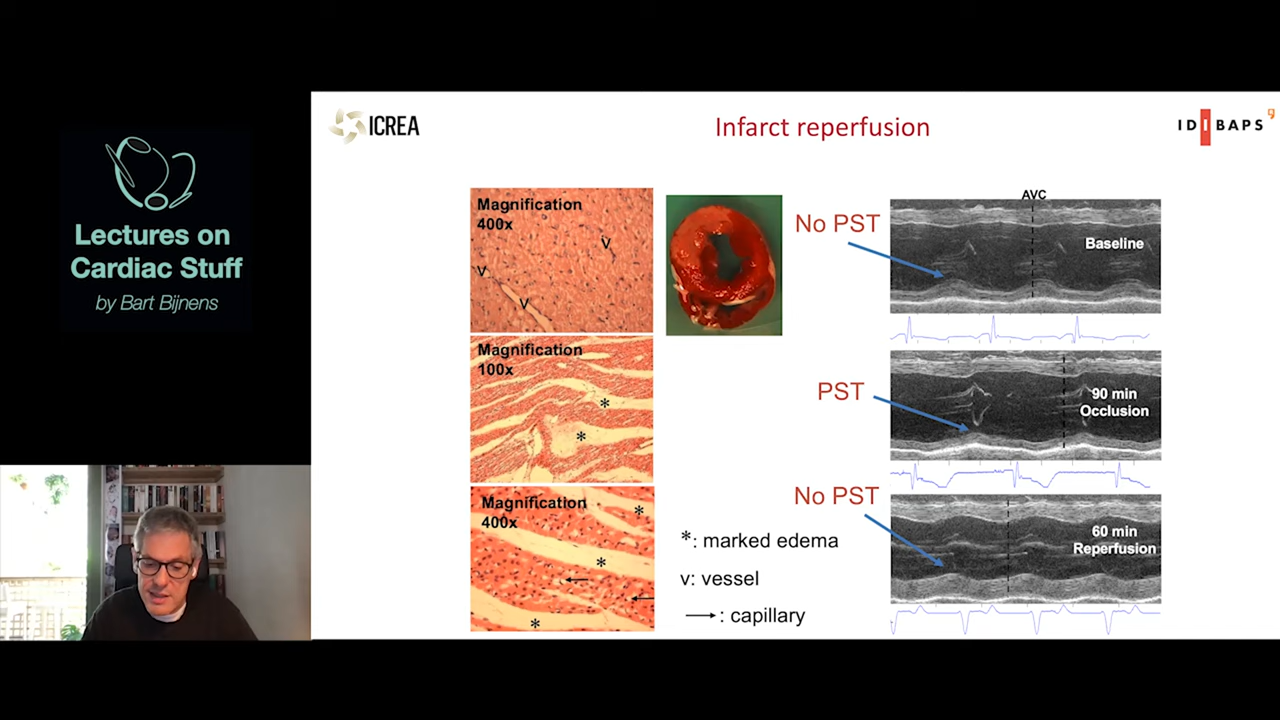 Lectures on
Cardiac Stuff
by Bart Bijnens
ICREA
Infarct reperfusion
IDIBAPS
Magnification
400x
v
v
v
Magnification
100x
*
*
Magnification
400x
*
*
*
*: marked edema
v: vessel
: capillary
No PST
PST
No PST
AVC
Baseline
90 min
Occlusion
60 min
Reperfusion